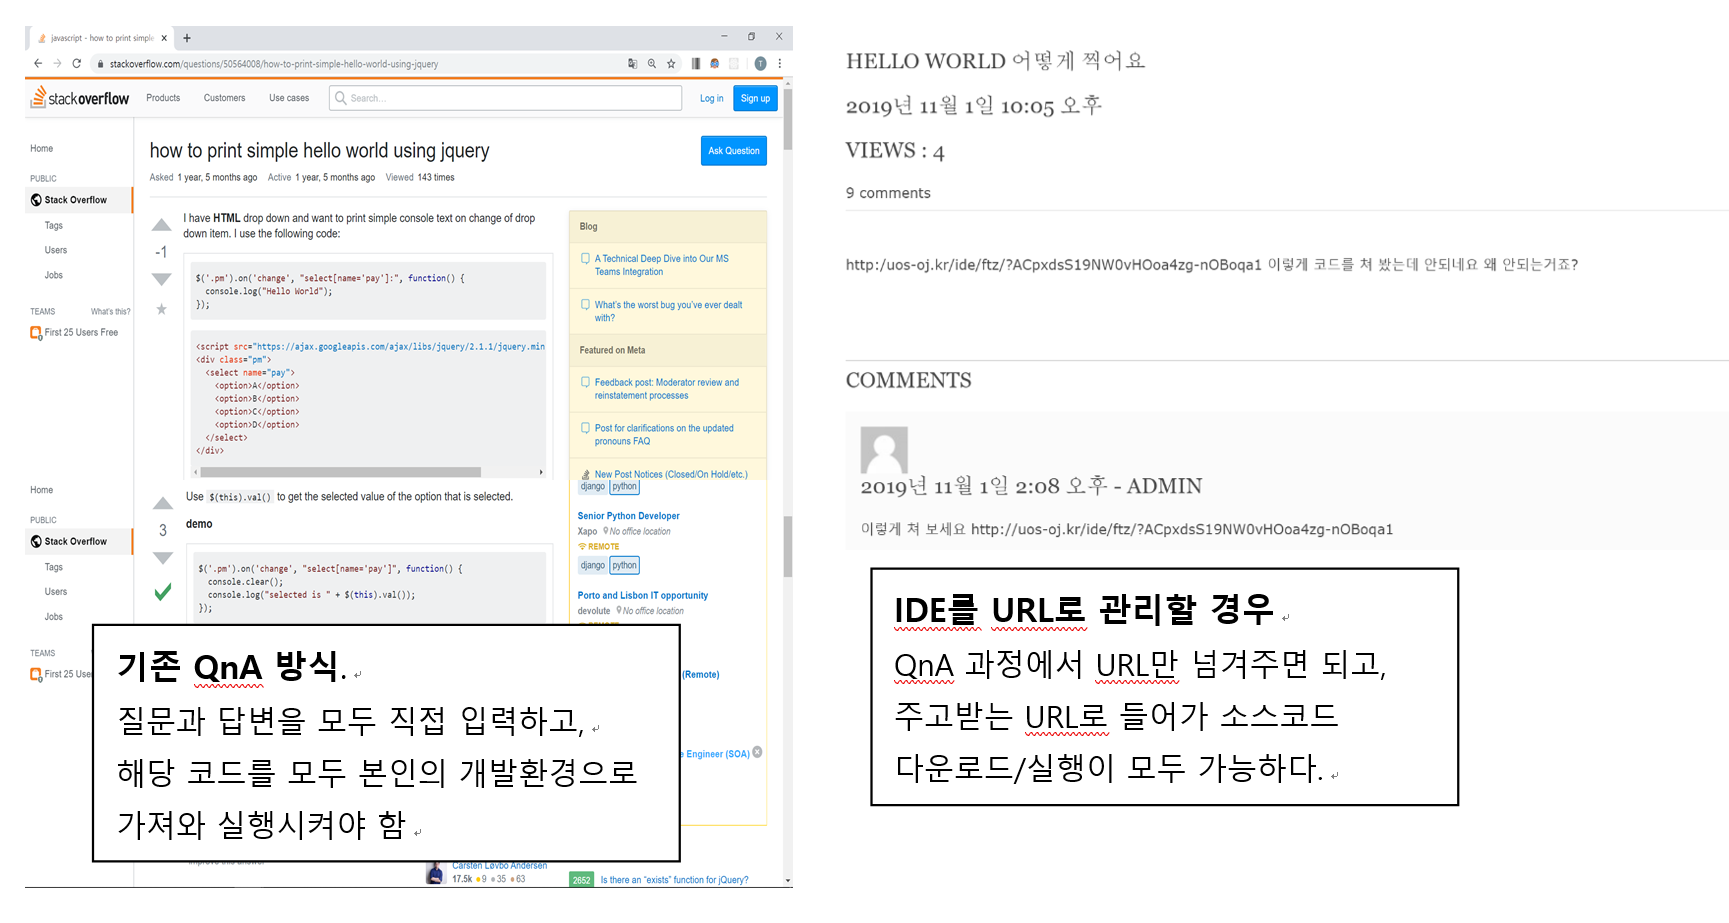 javascript - how to print simple
stackoverflow.com/questions/50564008/how-to-print-simple-hello-world-using-jquery
T
stackoverflow
Products
Customers
Use cases
Search...
Log in
Sign up
Home
PUBLIC
Stack Overflow
Tags
Users
Jobs
TEAMS
What's this?
First 25 Users Free
how to print simple hello world using jquery
Ask Question
Asked 1 year, 5 months ago Active 1 year, 5 months ago Viewed 143 times
-1
I have HTML drop down and want to print simple console text on change of drop
down item. I use the following code:
$('.pm').on('change', "select[name='pay']:", function() {
console.log("Hello World");
});
<script src="https://ajax.googleapis.com/ajax/libs/jquery/2.1.1/jquery.min
<div class="pm">
<select name="pay">
<option>A</option>
<option>B</option>
<option>C</option>
<option>D</option>
</select>
</div>
Blog
A Technical Deep Dive into Our MS
Teams Integration
What's the worst bug you've ever dealt
with?
Featured on Meta
Feedback post: Moderator review and
reinstatement processes
Post for clarifications on the updated
pronouns FAQ
New Post Notices (Closed/On Hold/etc.)
Home
PUBLIC
Stack Overflow
Tags
Users
Jobs
TEAMS
First 25 Use
3
Use $(this).val() to get the selected value of the option that is selected.
demo
$('.pm').on('change', "select[name='pay']", function() {
console.clear();
console.log("selected is " + $(this).val());
});
django python
Senior Python Developer
Xapo No office location
REMOTE
django python
Porto and Lisbon IT opportunity
devolute No office location
(Remote)
e Engineer (SOA)
기존 QnA 방식.
질문과 답변을 모두 직접 입력하고,
해당 코드를 모두 본인의 개발환경으로
가져와 실행시켜야 함
Carsten Løvbo Andersen
17.5k 9 35 63
2652 Is there an "exists" function for jQuery?
HELLO WORLD 어떻게 찍어요
2019년 11월 1일 10:05 오후
VIEWS : 4
9 comments
http:/uos-oj.kr/ide/ftz/?ACpxdsS19NW0vHOoa4zg-nOBoqa1 이렇게 코드를 쳐 봤는데 안되네요 왜 안되는거죠?
COMMENTS
2019년 11월 1일 2:08 오후 - ADMIN
이렇게 쳐 보세요 http://uos-oj.kr/ide/ftz/?ACpxdsS19NW0vHOoa4zg-nOBoqa1
IDE를 URL로 관리할 경우
QnA 과정에서 URL만 넘겨주면 되고,
주고받는 URL로 들어가 소스코드
다운로드/실행이 모두 가능하다.